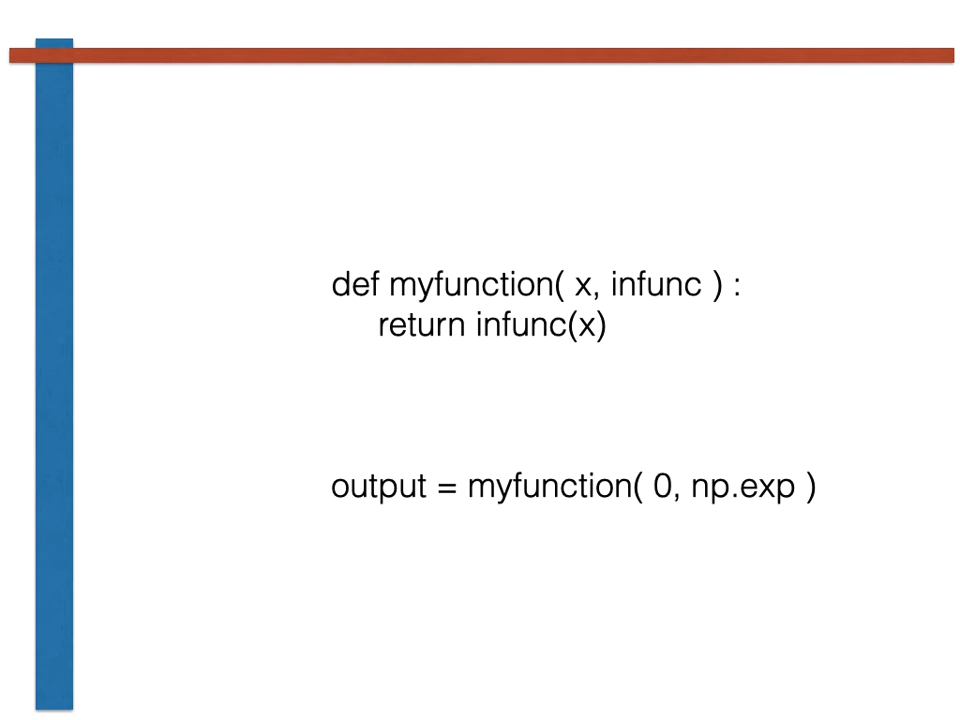 def myfunction( x, infunc ) :
return infunc(x)
output = myfunction( 0, np.exp )